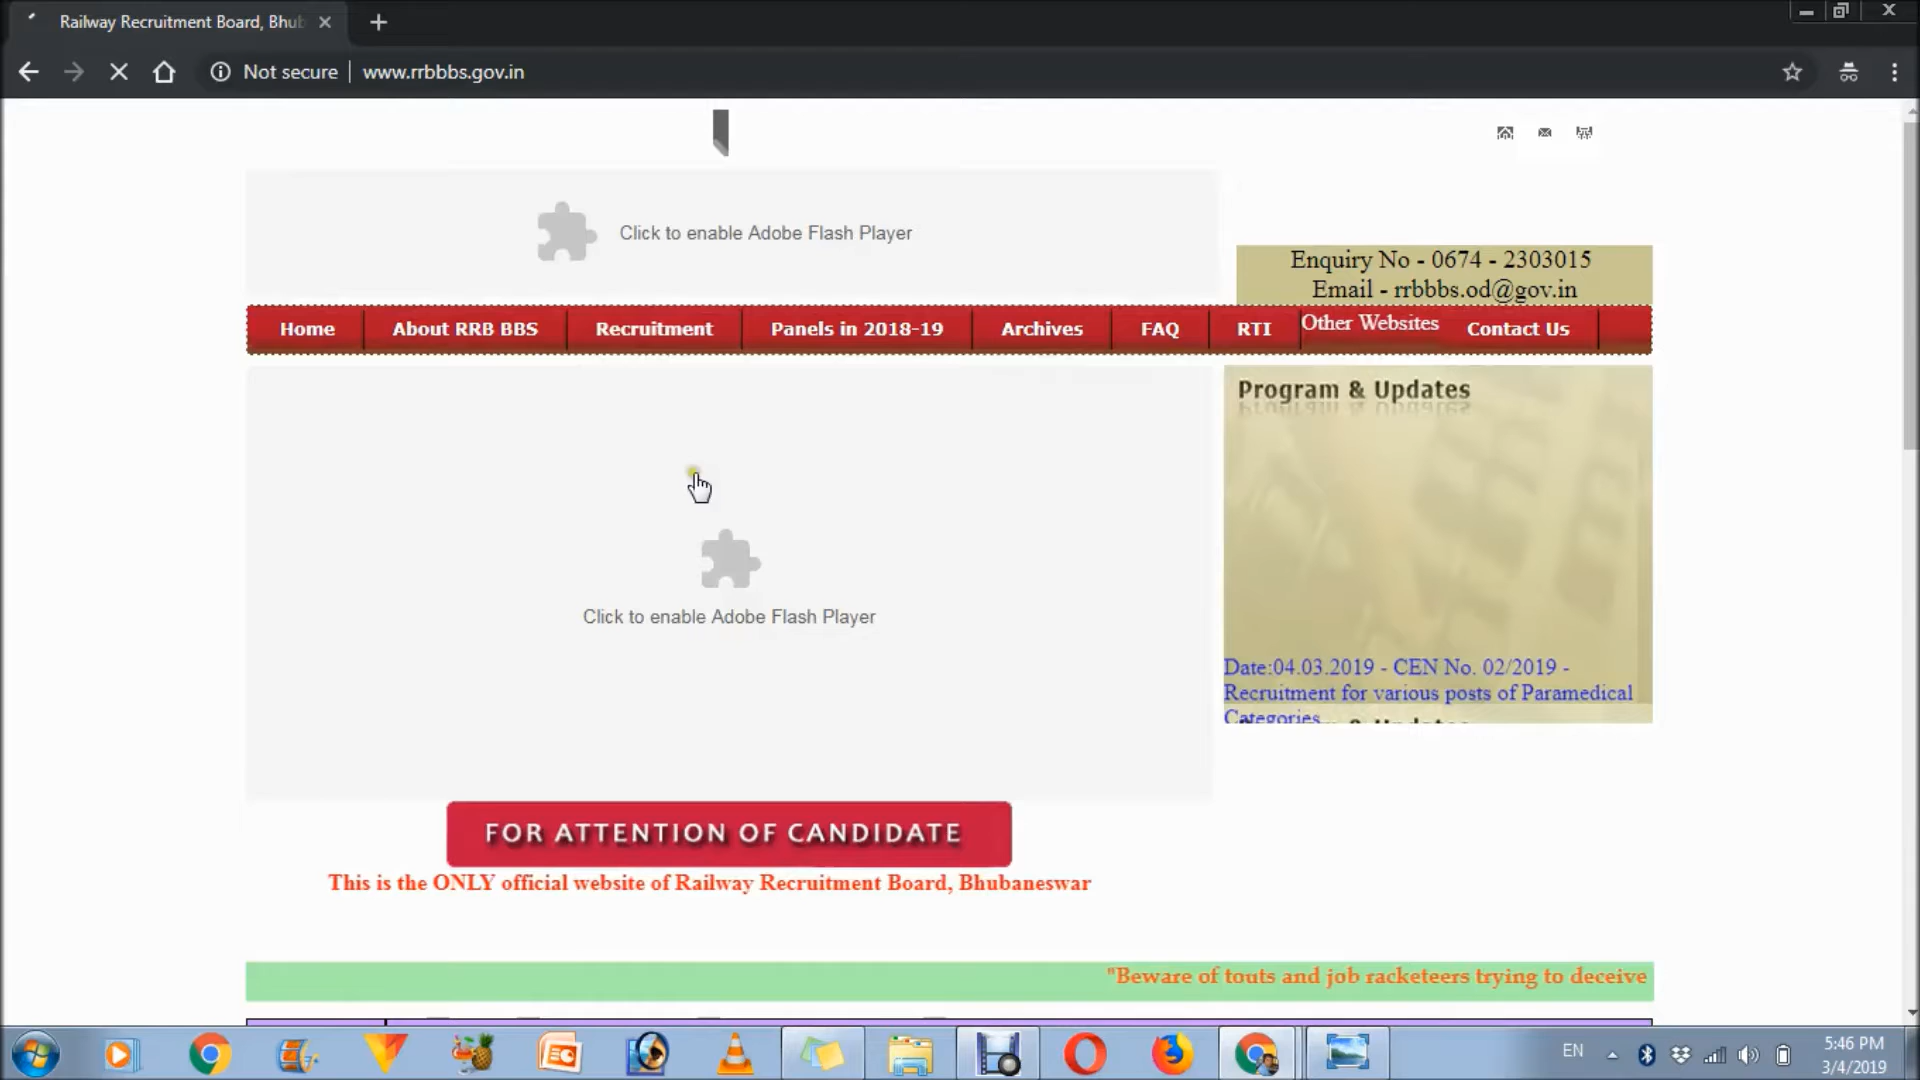 Railway Recruitment Board, Bhub
Not secure
www.rrbbbs.gov.in
Click to enable Adobe Flash Player
Enquiry No - 0674 - 2303015
Email - rrbbbs.od@gov.in
Home
About RRB BBS
Recruitment
Panels in 2018-19
Archives
FAQ
RTI
Other Websites
Contact Us
Program & Updates
Click to enable Adobe Flash Player
Date:04.03.2019 - CEN No. 02/2019 -
Recruitment for various posts of Paramedical
Categories
FOR ATTENTION OF CANDIDATE
This is the ONLY official website of Railway Recruitment Board, Bhubaneswar
"Beware of touts and job racketeers trying to deceive
EN
5:46 PM
3/4/2019